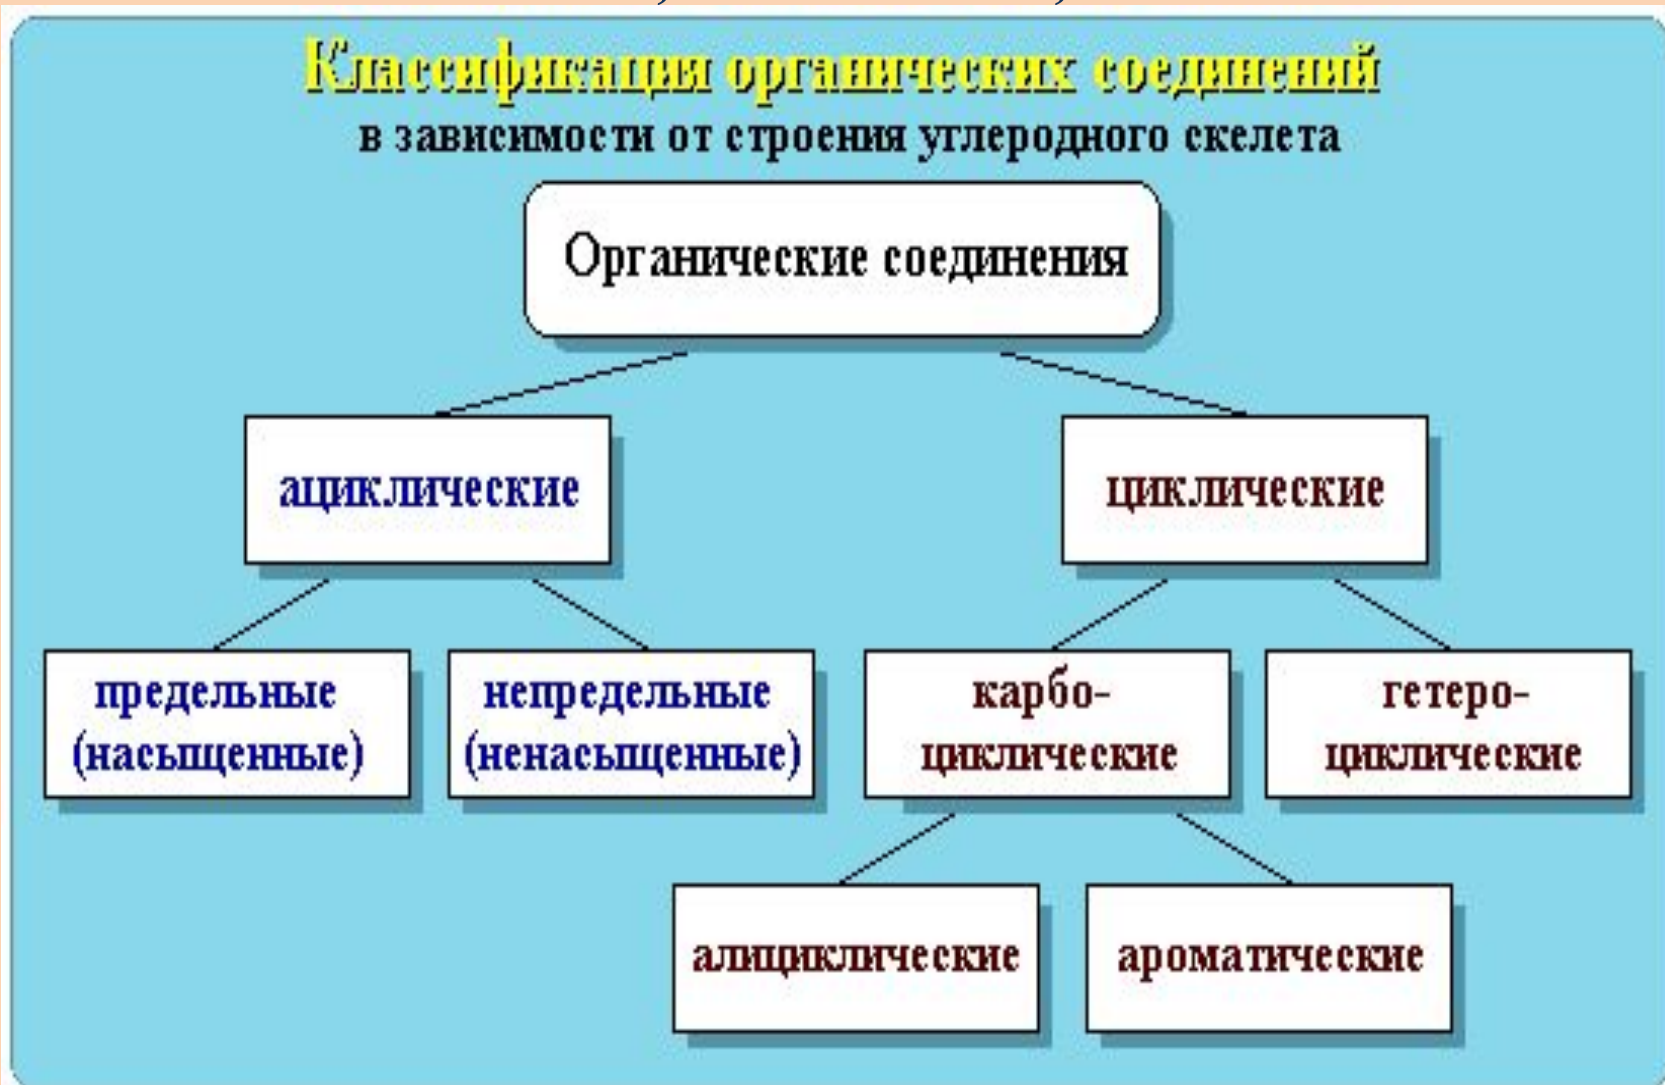 Классификация органических соединений
в зависимости от строения углеродного скелета
Органические соединения
ациклические
циклические
предельные
(насыщенные)
непредельные
(ненасыщенные)
карбо-
циклические
гетеро-
циклические
алициклические
ароматические